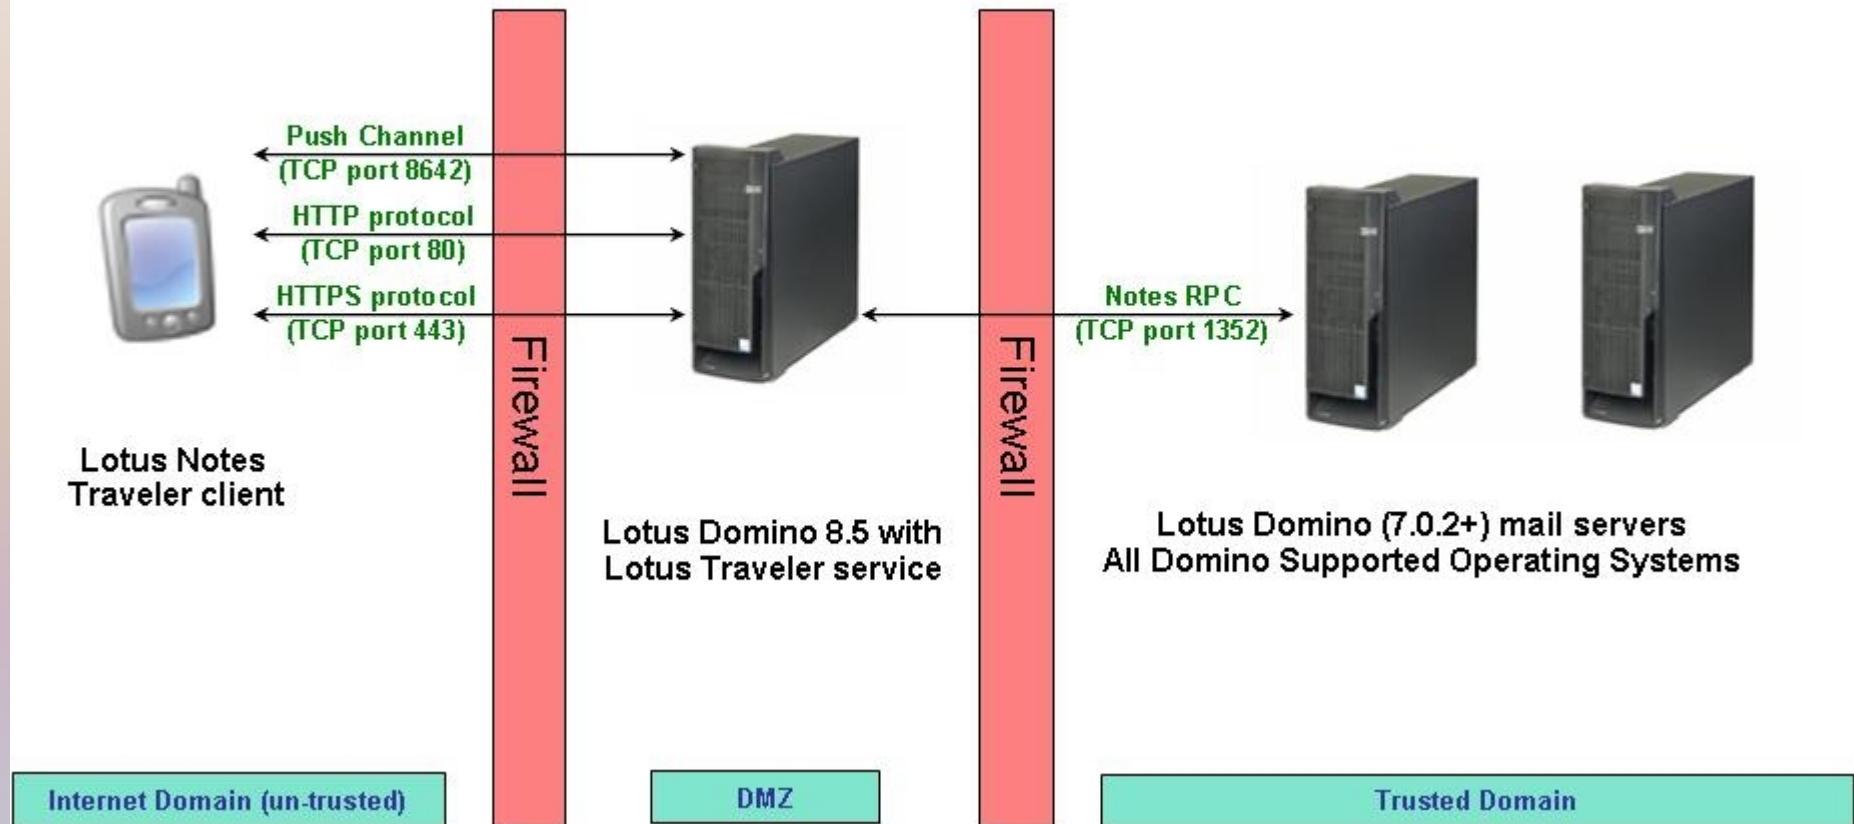 Push Channel
(TCP port 8642)
HTTP protocol
(TCP port 80)
HTTPS protocol
(TCP port 443)
Lotus Notes
Traveler client
Firewall
Lotus Domino 8.5 with
Lotus Traveler service
Firewall
Notes RPC
(TCP port 1352)
Lotus Domino (7.0.2+) mail servers
All Domino Supported Operating Systems
Internet Domain (un-trusted)
DMZ
Trusted Domain